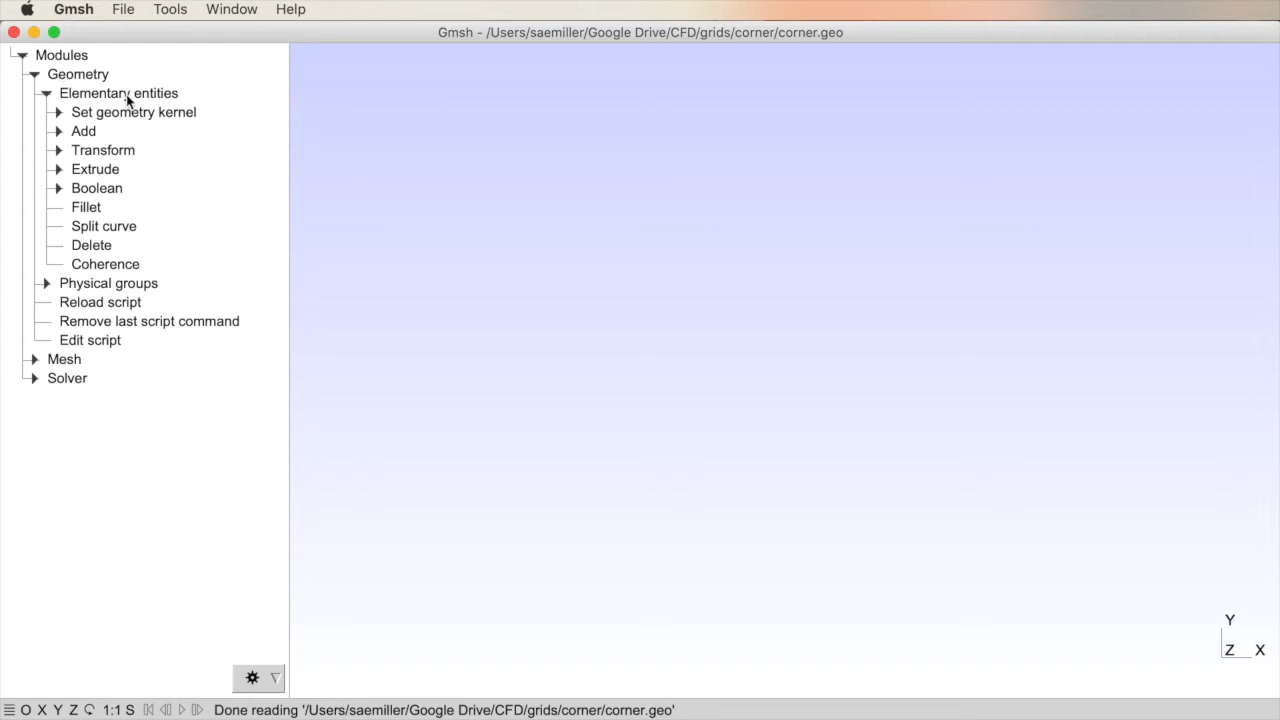 Gmsh File Tools Window Help
Gmsh - /Users/saemiller/Google Drive/CFD/grids/corner/corner.geo
Modules
Geometry
Elementary entities
Set geometry kernel
Add
Transform
Extrude
Boolean
Fillet
Split curve
Delete
Coherence
Physical groups
Reload script
Remove last script command
Edit script
Mesh
Solver
Y
Z X
O X Y Z 1:1 S Done reading '/Users/saemiller/Google Drive/CFD/grids/corner/corner.geo'